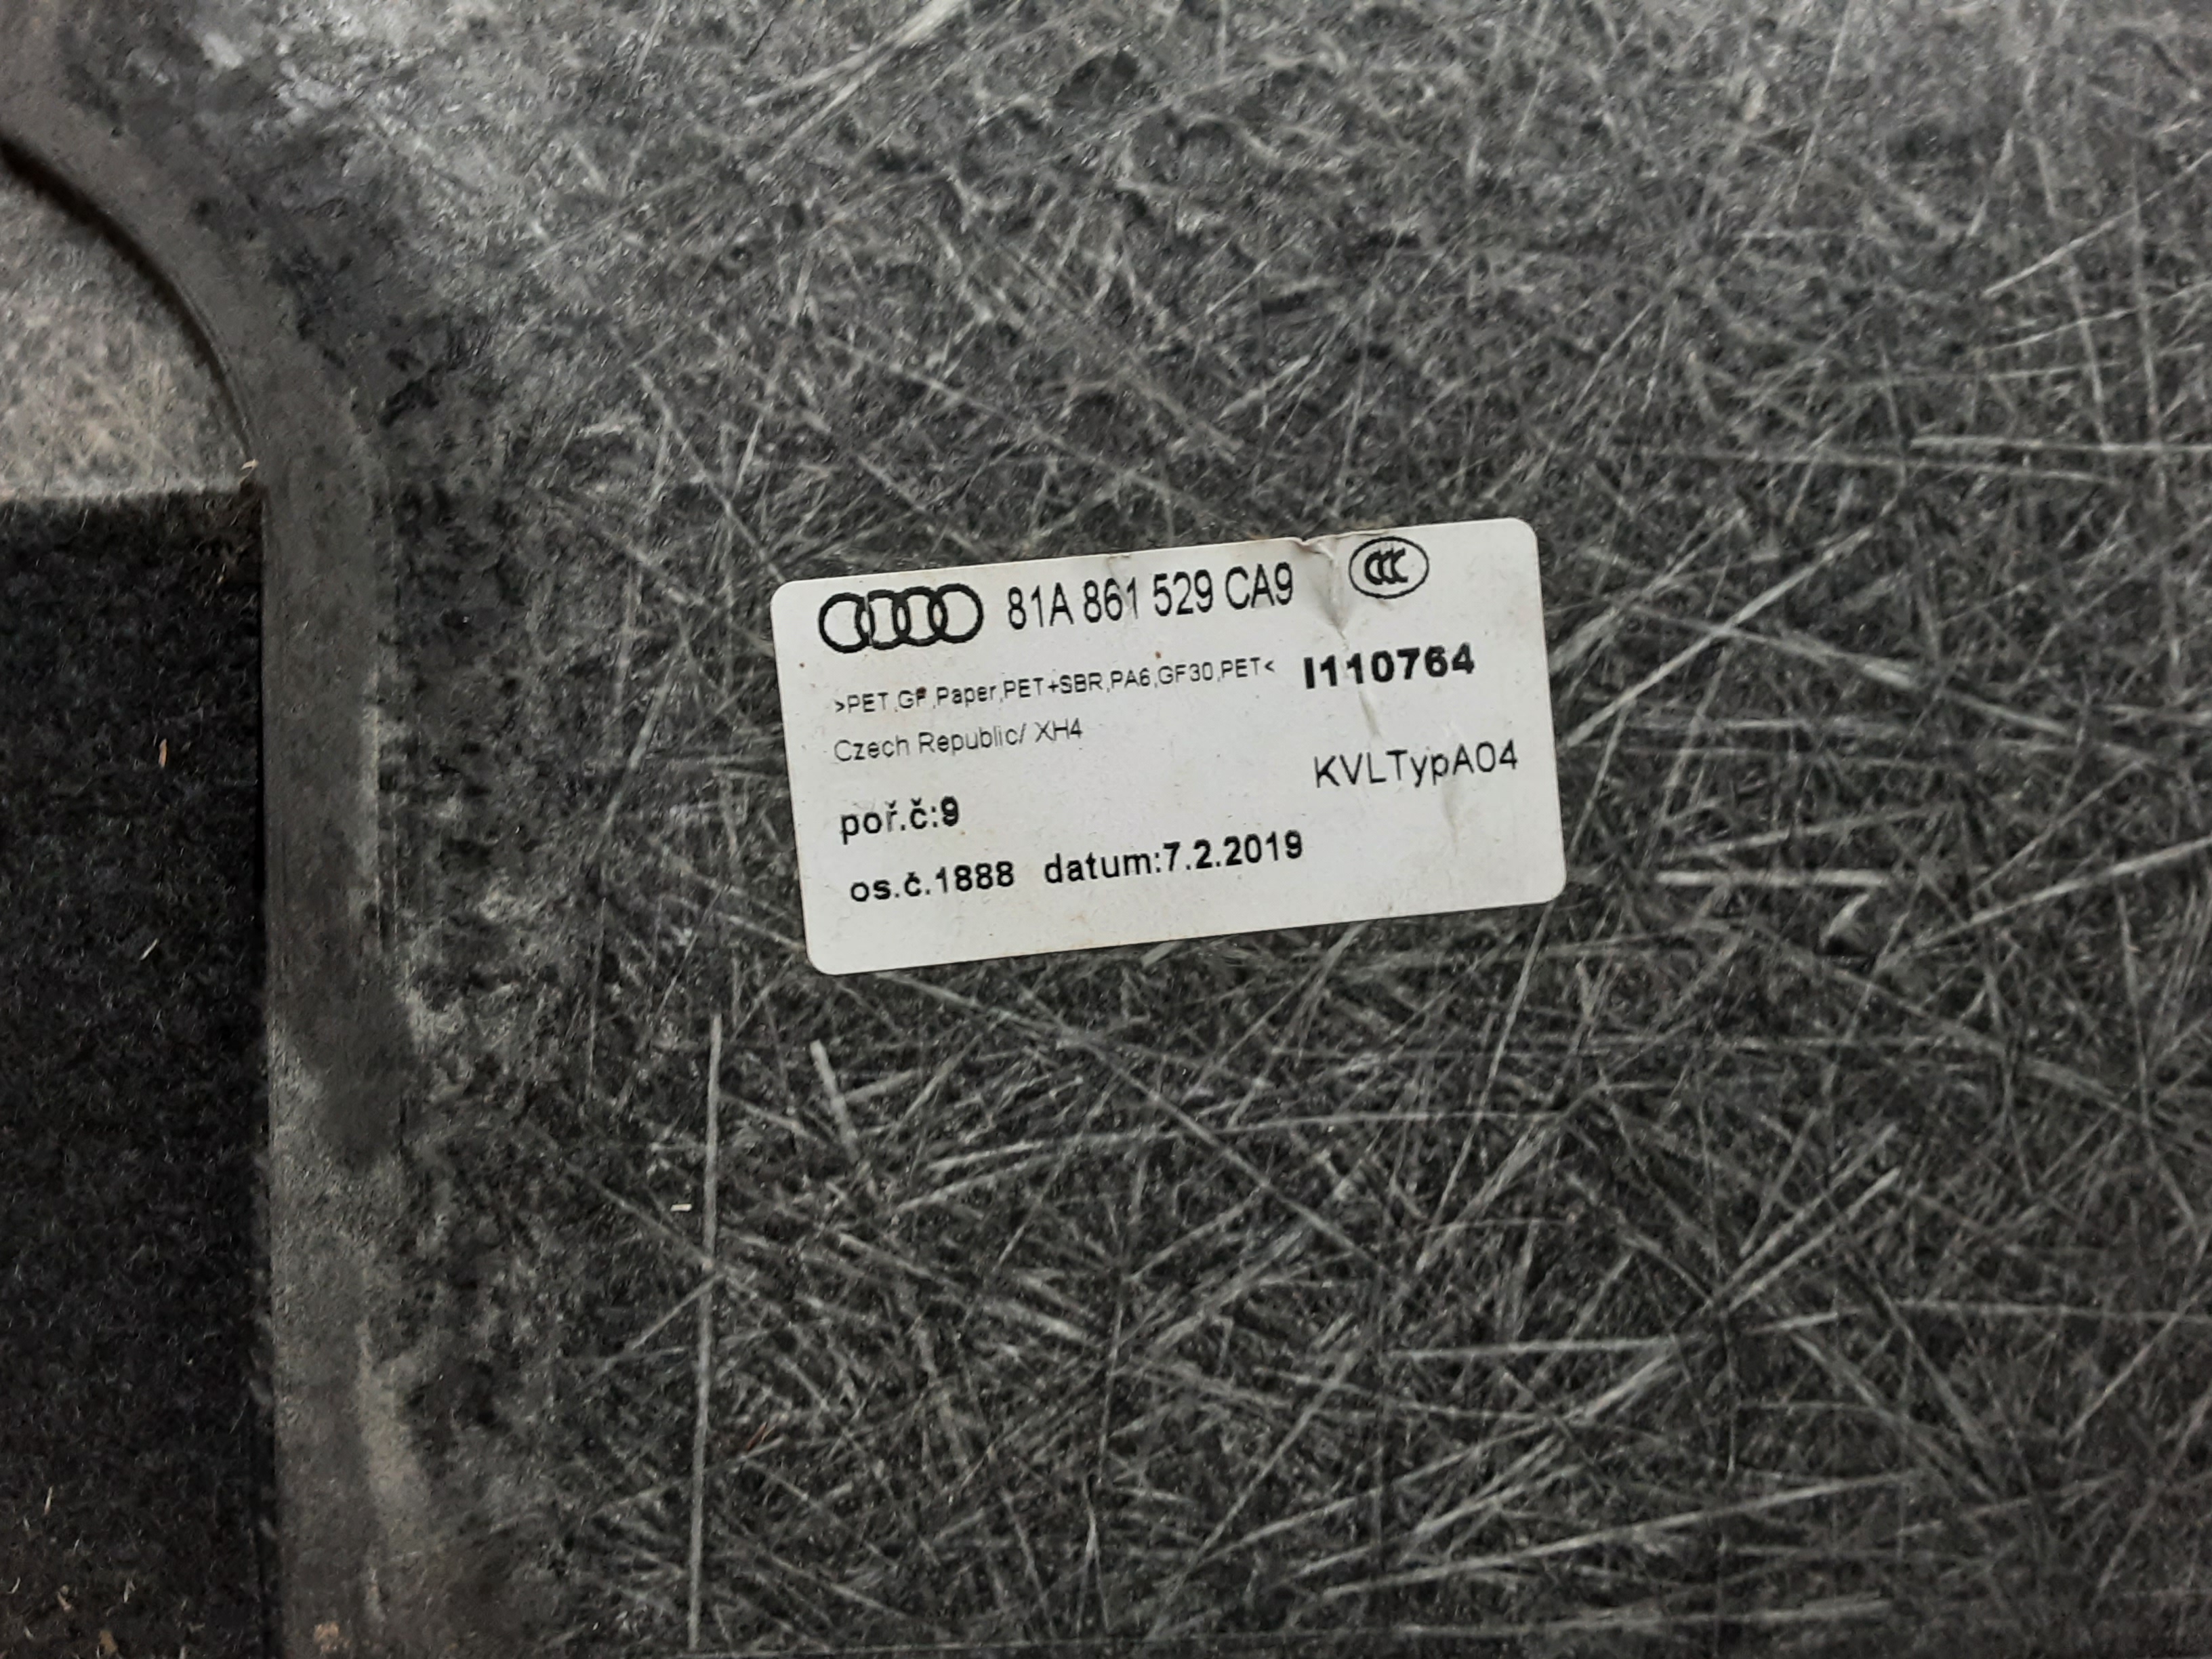 81A 861 529 CA9 CCC
>PET,GF,Paper,PET+SBR,PA6,GF30,PET< I110764
Czech Republic/ XH4
KVLTypA04
poř.č:9
os.č.1888 datum:7.2.2019